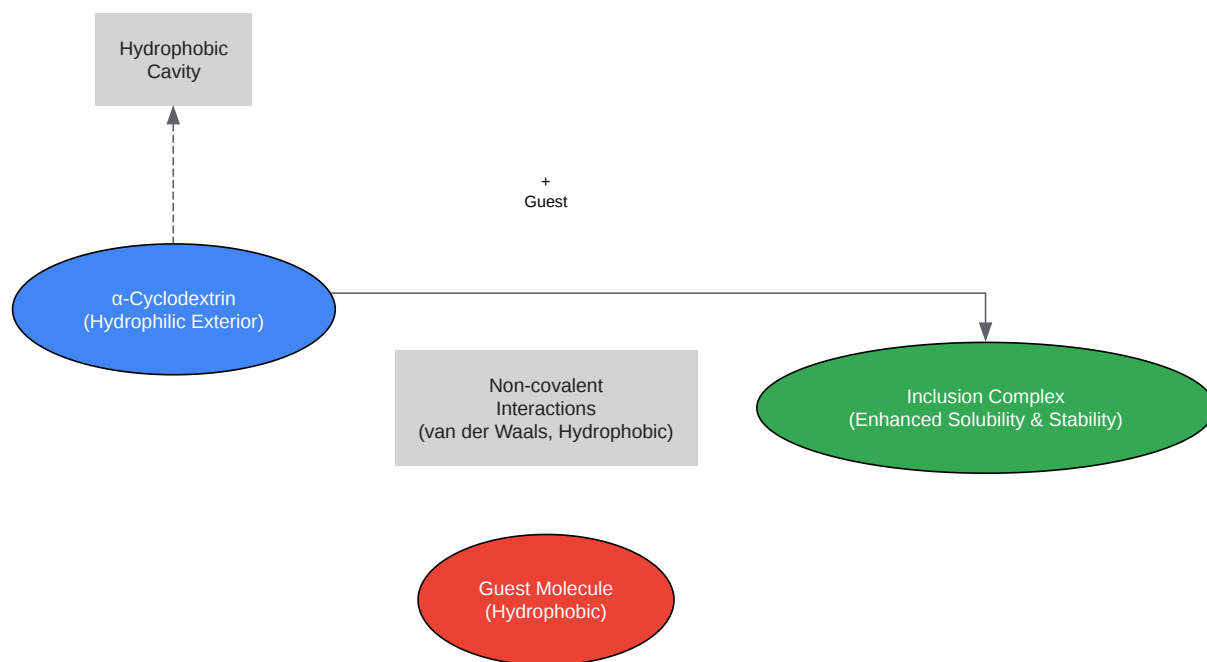 Hydrophobic
Cavity
+
Guest
α-Cyclodextrin
(Hydrophilic Exterior)
Non-covalent
Interactions
(van der Waals, Hydrophobic)
Inclusion Complex
(Enhanced Solubility & Stability)
Guest Molecule
(Hydrophobic)